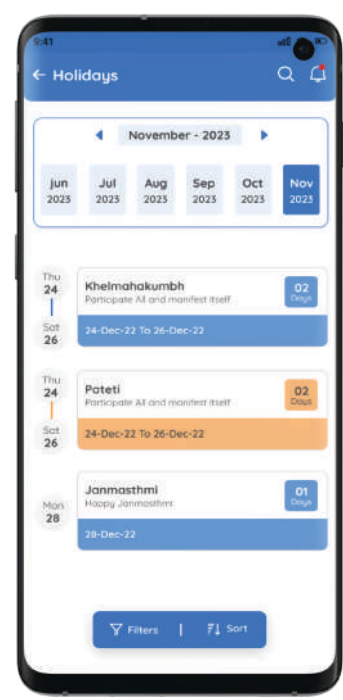 9:41
← Holidays
November - 2023
Jun Jul Aug Sep Oct Nov
2023 2023 2023 2023 2023 2023
Thu
24
Sat
26
Khelmahakumbh
Participate All and manifest itself
02
Days
24-Dec-22 To 26-Dec-22
Thu
24
Sat
26
Pateti
Participate All and manifest itself
02
Days
24-Dec-22 To 26-Dec-22
Mon
28
Janmasthmi
Happy Janmasthmi
01
Days
28-Dec-22
Filters | Sort